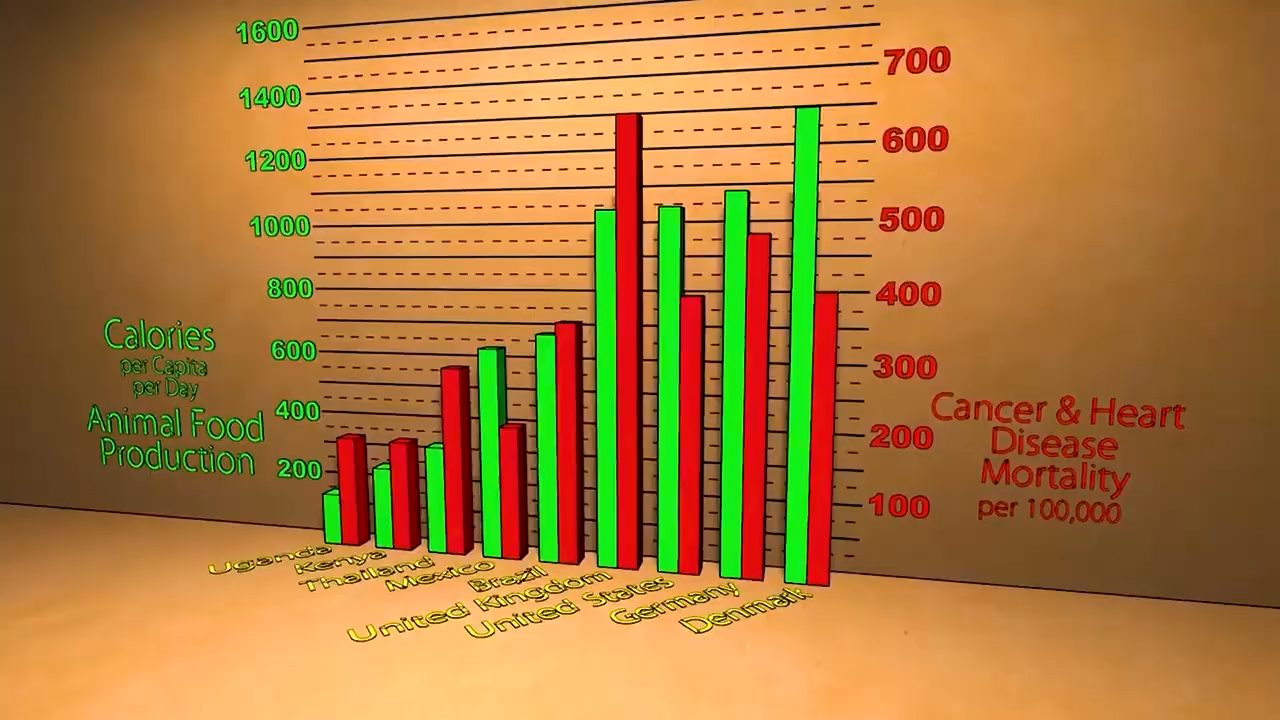 1600
1400
1200
1000
800
600
400
200
Calories
per Capita
per Day
Animal Food
Production
700
600
500
400
300
200
100
Cancer & Heart
Disease
Mortality
per 100,000
Uganda
Kenya
Thailand
Mexico
Brazil
United Kingdom
United States
Germany
Denmark